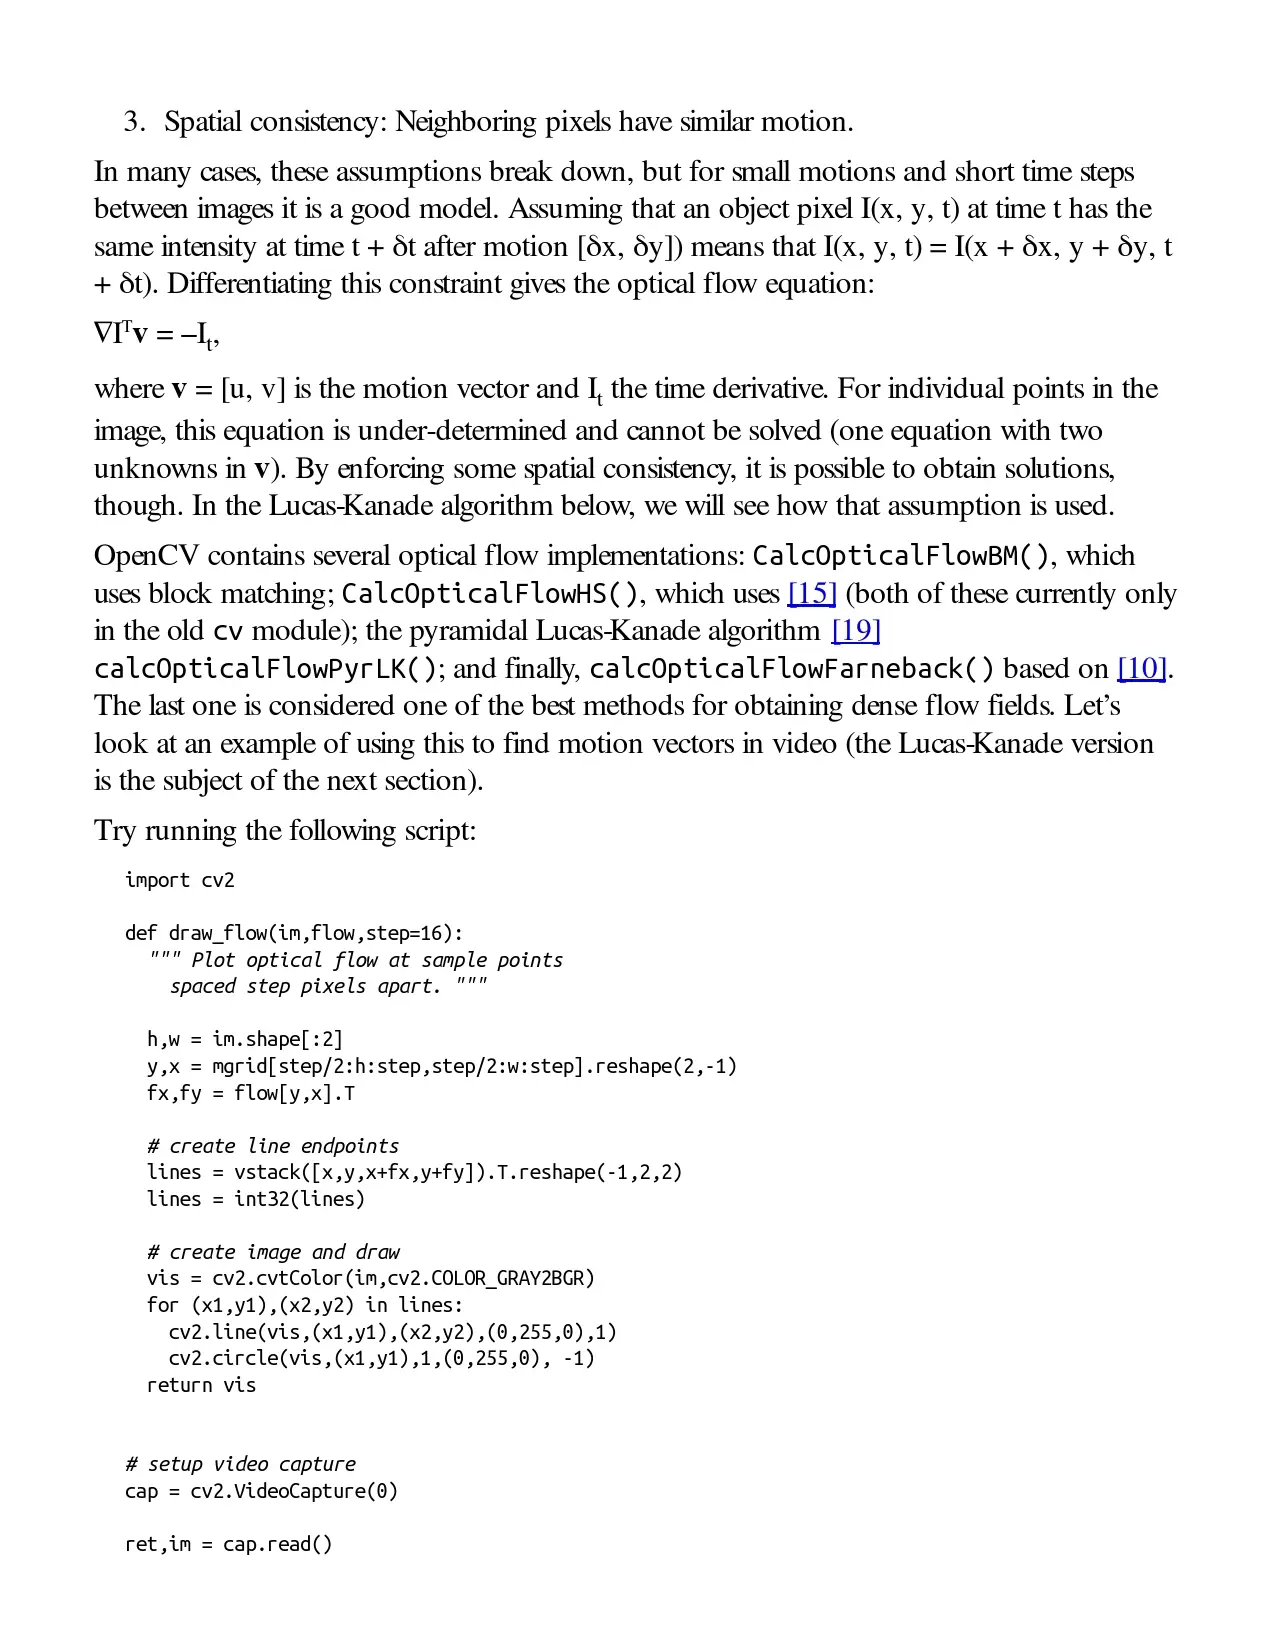 3. Spatial consistency: Neighboring pixels have similar motion.
In many cases, these assumptions break down, but for small motions and short time steps
between images it is a good model. Assuming that an object pixel I(x, y, t) at time t has the
same intensity at time t + δt after motion [δx, δy]) means that I(x, y, t) = I(x + δx, y + δy, t
+ δt). Differentiating this constraint gives the optical flow equation:
∇Iᵀv = –Iₜ,
where v = [u, v] is the motion vector and Iₜ the time derivative. For individual points in the
image, this equation is under-determined and cannot be solved (one equation with two
unknowns in v). By enforcing some spatial consistency, it is possible to obtain solutions,
though. In the Lucas-Kanade algorithm below, we will see how that assumption is used.
OpenCV contains several optical flow implementations: CalcOpticalFlowBM(), which
uses block matching; CalcOpticalFlowHS(), which uses [15] (both of these currently only
in the old cv module); the pyramidal Lucas-Kanade algorithm [19]
calcOpticalFlowPyrLK(); and finally, calcOpticalFlowFarneback() based on [10].
The last one is considered one of the best methods for obtaining dense flow fields. Let’s
look at an example of using this to find motion vectors in video (the Lucas-Kanade version
is the subject of the next section).
Try running the following script:
import cv2
def draw_flow(im,flow,step=16):
  """ Plot optical flow at sample points
    spaced step pixels apart. """
  h,w = im.shape[:2]
  y,x = mgrid[step/2:h:step,step/2:w:step].reshape(2,-1)
  fx,fy = flow[y,x].T
  # create line endpoints
  lines = vstack([x,y,x+fx,y+fy]).T.reshape(-1,2,2)
  lines = int32(lines)
  # create image and draw
  vis = cv2.cvtColor(im,cv2.COLOR_GRAY2BGR)
  for (x1,y1),(x2,y2) in lines:
    cv2.line(vis,(x1,y1),(x2,y2),(0,255,0),1)
    cv2.circle(vis,(x1,y1),1,(0,255,0), -1)
  return vis
# setup video capture
cap = cv2.VideoCapture(0)
ret,im = cap.read()